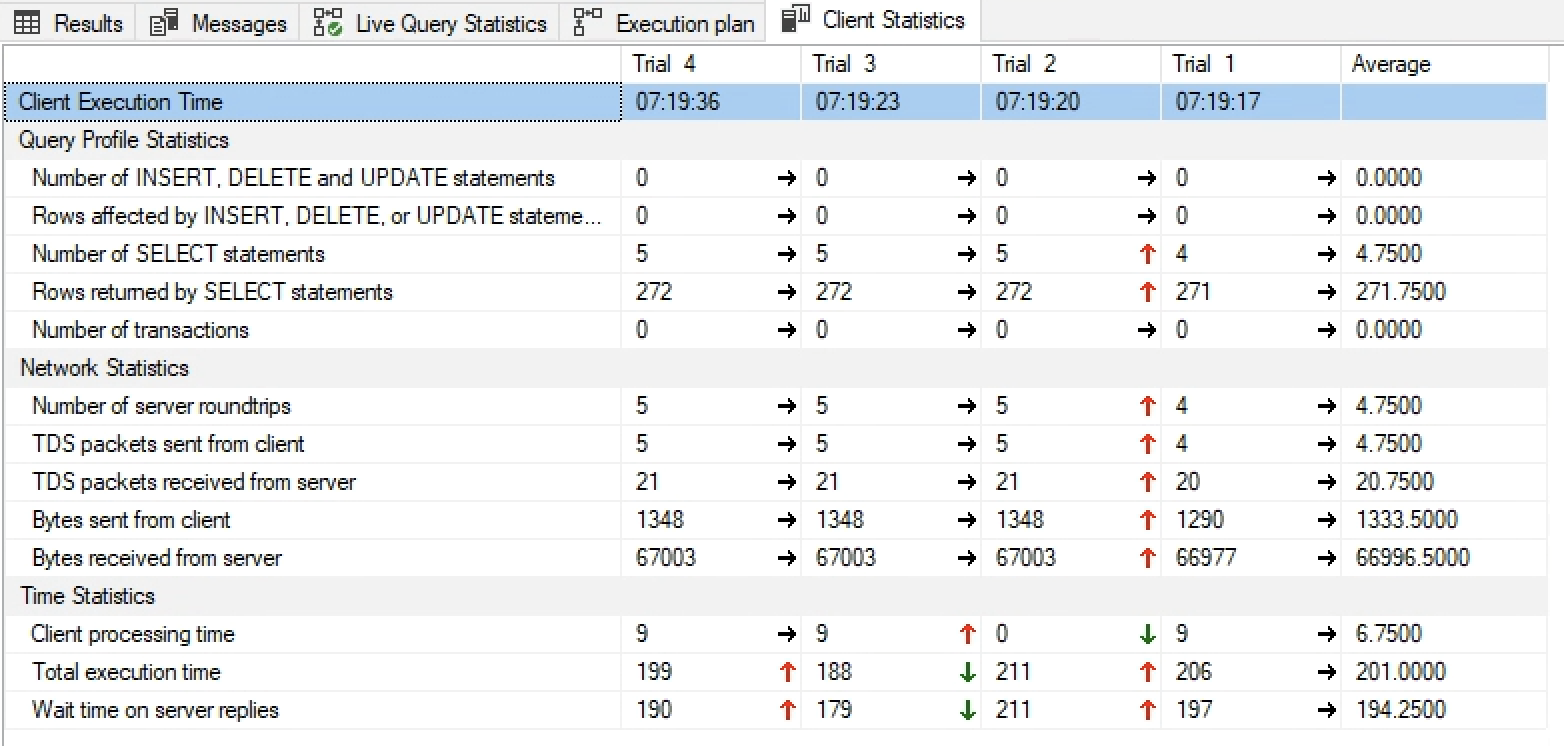 Results Messages Live Query Statistics Execution plan Client Statistics
Trial 4 Trial 3 Trial 2 Trial 1 Average
Client Execution Time 07:19:36 07:19:23 07:19:20 07:19:17
Query Profile Statistics
Number of INSERT, DELETE and UPDATE statements 0 → 0 → 0 → 0 → 0.0000
Rows affected by INSERT, DELETE, or UPDATE stateme... 0 → 0 → 0 → 0 → 0.0000
Number of SELECT statements 5 → 5 → 5 ↑ 4 → 4.7500
Rows returned by SELECT statements 272 → 272 → 272 ↑ 271 → 271.7500
Number of transactions 0 → 0 → 0 → 0 → 0.0000
Network Statistics
Number of server roundtrips 5 → 5 → 5 ↑ 4 → 4.7500
TDS packets sent from client 5 → 5 → 5 ↑ 4 → 4.7500
TDS packets received from server 21 → 21 → 21 ↑ 20 → 20.7500
Bytes sent from client 1348 → 1348 → 1348 ↑ 1290 → 1333.5000
Bytes received from server 67003 → 67003 → 67003 ↑ 66977 → 66996.5000
Time Statistics
Client processing time 9 → 9 ↑ 0 ↓ 9 → 6.7500
Total execution time 199 ↑ 188 ↓ 211 ↑ 206 → 201.0000
Wait time on server replies 190 ↑ 179 ↓ 211 ↑ 197 → 194.2500